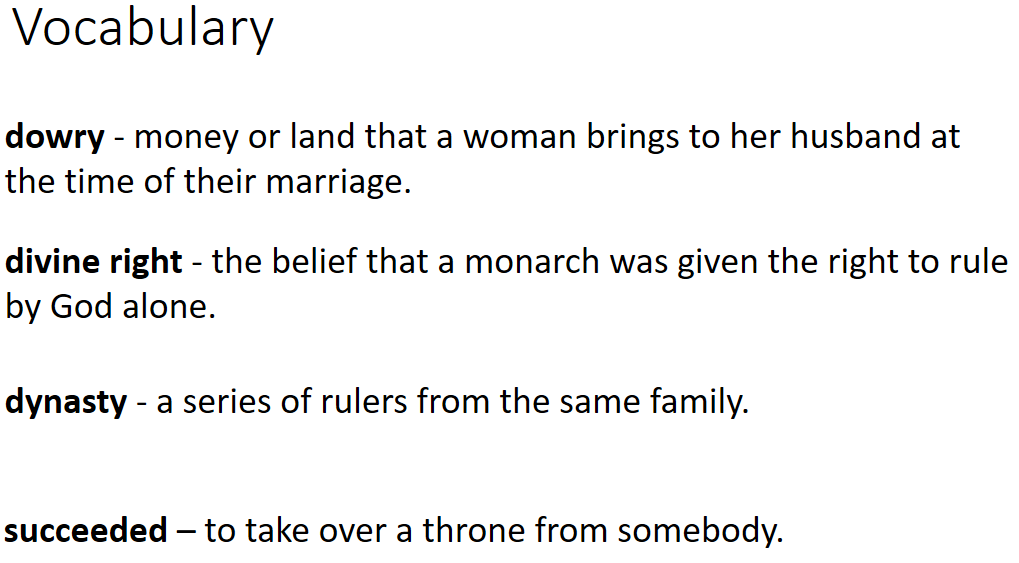 Vocabulary
dowry - money or land that a woman brings to her husband at
the time of their marriage.
divine right - the belief that a monarch was given the right to rule
by God alone.
dynasty - a series of rulers from the same family.
succeeded – to take over a throne from somebody.